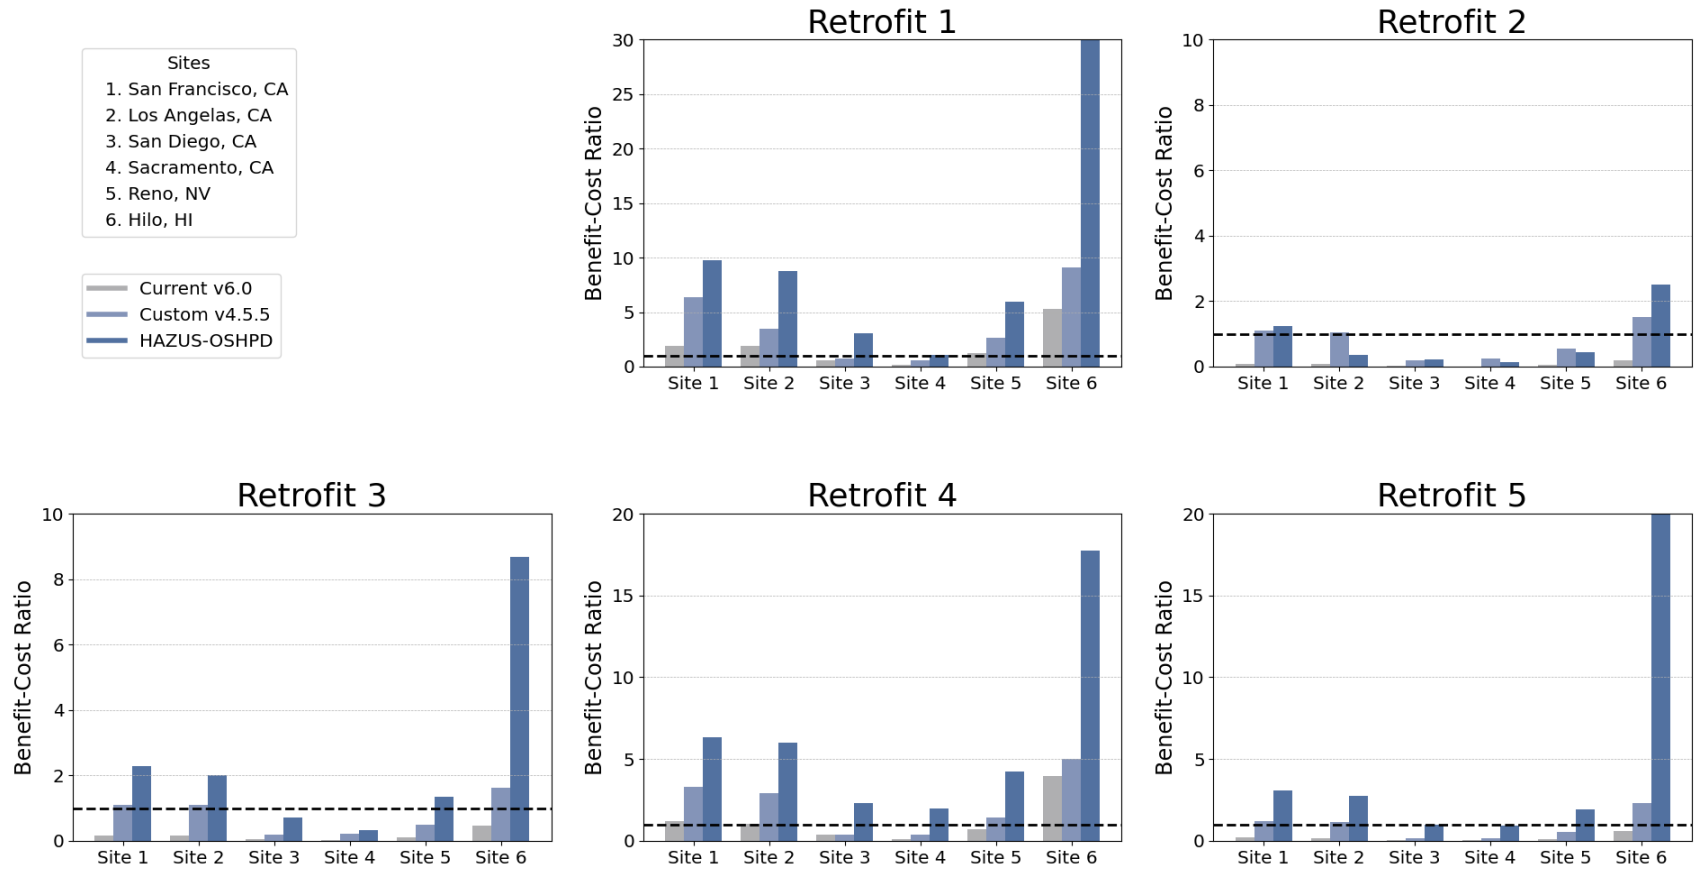 Sites
1. San Francisco, CA
2. Los Angelas, CA
3. San Diego, CA
4. Sacramento, CA
5. Reno, NV
6. Hilo, HI
Current v6.0
Custom v4.5.5
HAZUS-OSHPD
Retrofit 1
Benefit-Cost Ratio
30
25
20
15
10
5
0
Site 1 Site 2 Site 3 Site 4 Site 5 Site 6
Retrofit 2
Benefit-Cost Ratio
10
8
6
4
2
0
Site 1 Site 2 Site 3 Site 4 Site 5 Site 6
Retrofit 3
Benefit-Cost Ratio
10
8
6
4
2
0
Site 1 Site 2 Site 3 Site 4 Site 5 Site 6
Retrofit 4
Benefit-Cost Ratio
20
15
10
5
0
Site 1 Site 2 Site 3 Site 4 Site 5 Site 6
Retrofit 5
Benefit-Cost Ratio
20
15
10
5
0
Site 1 Site 2 Site 3 Site 4 Site 5 Site 6